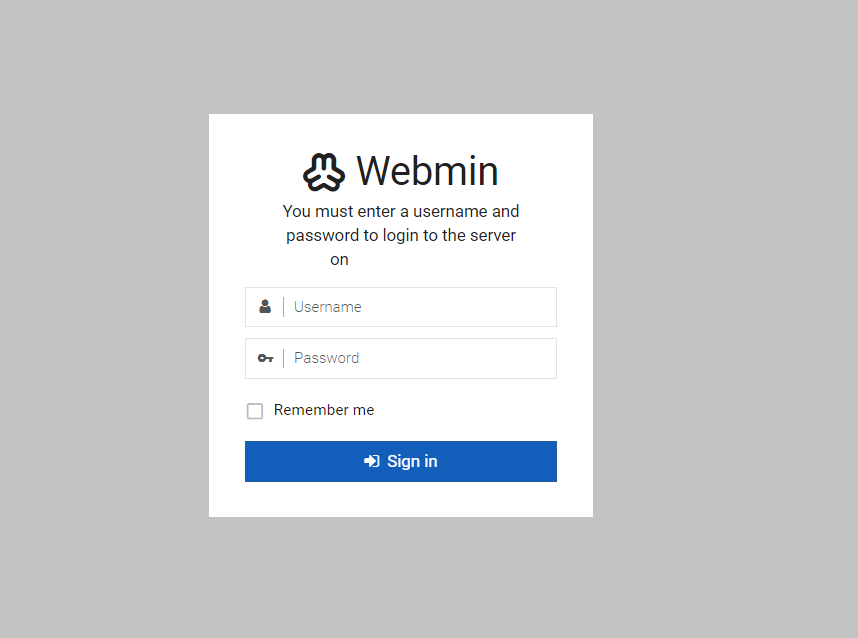 Webmin
You must enter a username and
password to login to the server
on
Username
Password
Remember me
Sign in